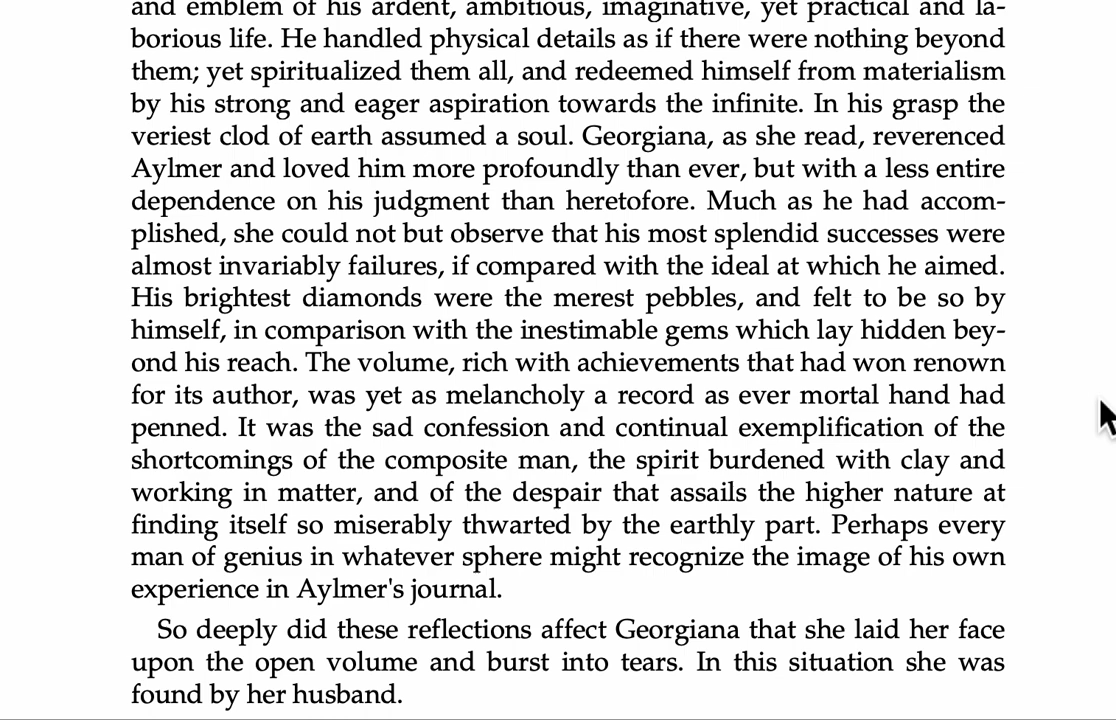 and emblem of his ardent, ambitious, imaginative, yet practical and la-
borious life. He handled physical details as if there were nothing beyond
them; yet spiritualized them all, and redeemed himself from materialism
by his strong and eager aspiration towards the infinite. In his grasp the
veriest clod of earth assumed a soul. Georgiana, as she read, reverenced
Aylmer and loved him more profoundly than ever, but with a less entire
dependence on his judgment than heretofore. Much as he had accom-
plished, she could not but observe that his most splendid successes were
almost invariably failures, if compared with the ideal at which he aimed.
His brightest diamonds were the merest pebbles, and felt to be so by
himself, in comparison with the inestimable gems which lay hidden bey-
ond his reach. The volume, rich with achievements that had won renown
for its author, was yet as melancholy a record as ever mortal hand had
penned. It was the sad confession and continual exemplification of the
shortcomings of the composite man, the spirit burdened with clay and
working in matter, and of the despair that assails the higher nature at
finding itself so miserably thwarted by the earthly part. Perhaps every
man of genius in whatever sphere might recognize the image of his own
experience in Aylmer's journal.
So deeply did these reflections affect Georgiana that she laid her face
upon the open volume and burst into tears. In this situation she was
found by her husband.